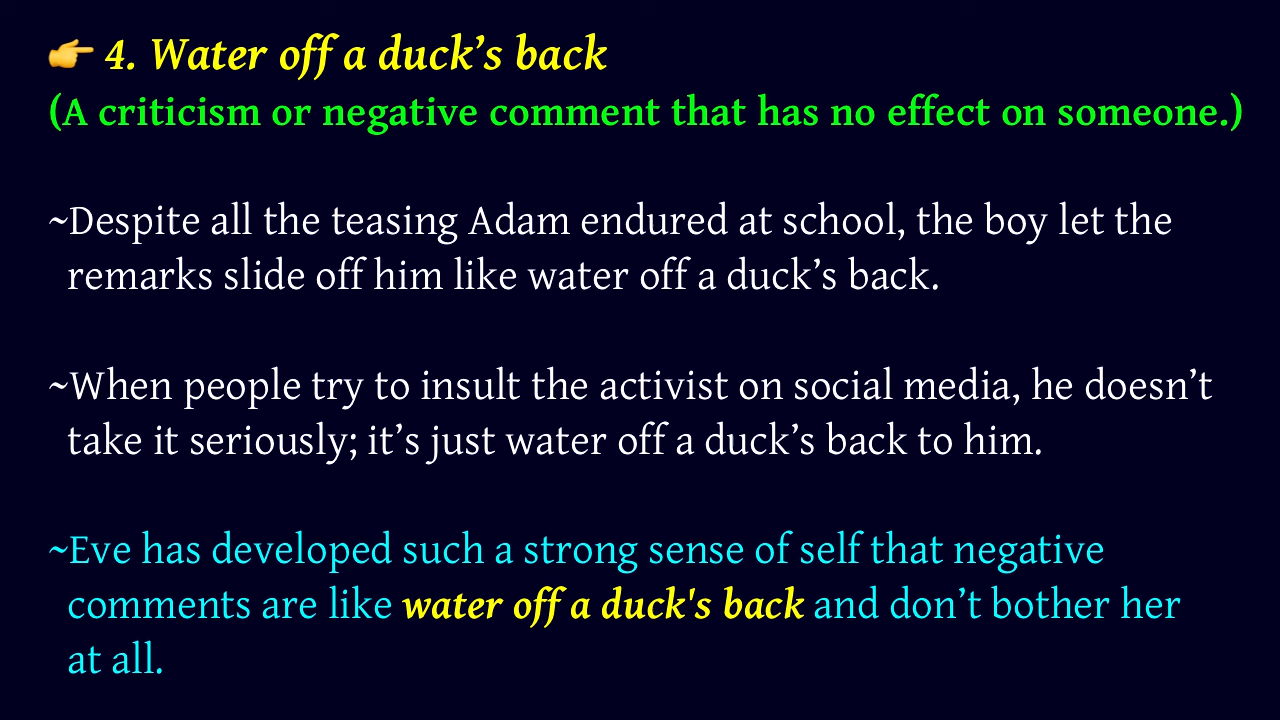 👉 4. Water off a duck’s back
(A criticism or negative comment that has no effect on someone.)
~Despite all the teasing Adam endured at school, the boy let the
remarks slide off him like water off a duck’s back.
~When people try to insult the activist on social media, he doesn’t
take it seriously; it’s just water off a duck’s back to him.
~Eve has developed such a strong sense of self that negative
comments are like water off a duck's back and don’t bother her
at all.